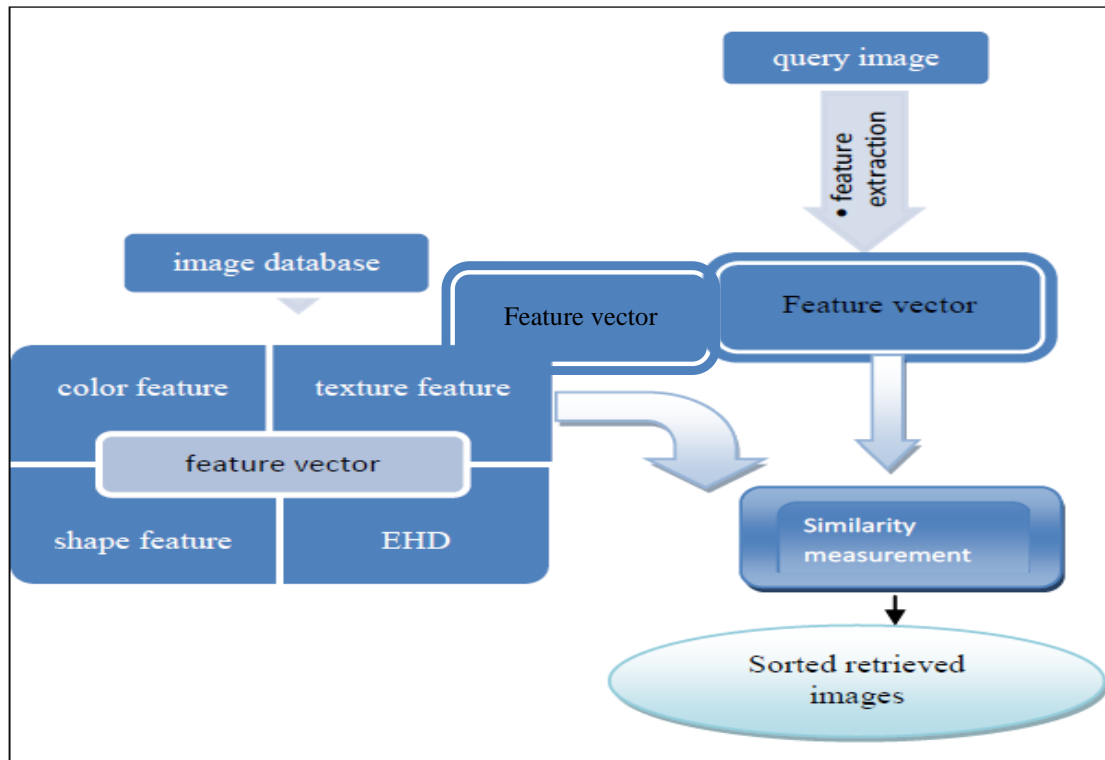 query image
• feature
extraction
image database
Feature vector
Feature vector
color feature
texture feature
feature vector
shape feature
EHD
Similarity
measurement
Sorted retrieved
images